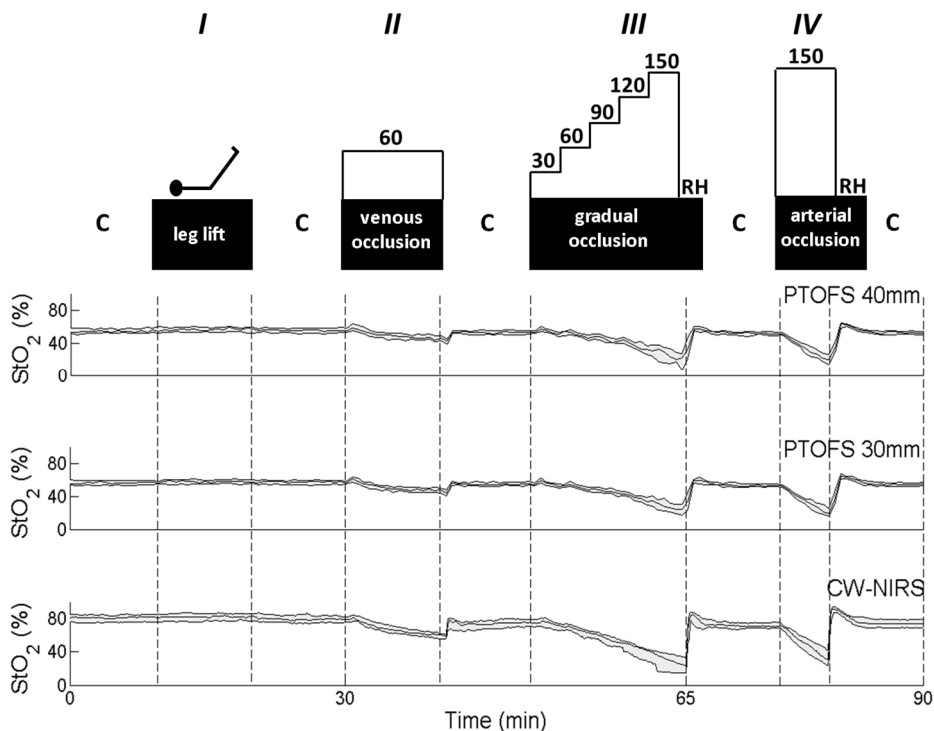 I II III IV
150 150
120
90
60 60
30 RH RH
C leg lift C venous occlusion C gradual occlusion C arterial occlusion C
PTOFS 40mm
StO2 (%)
80
40
0
PTOFS 30mm
StO2 (%)
80
40
0
CW-NIRS
StO2 (%)
80
40
0
0 30 65 90
Time (min)